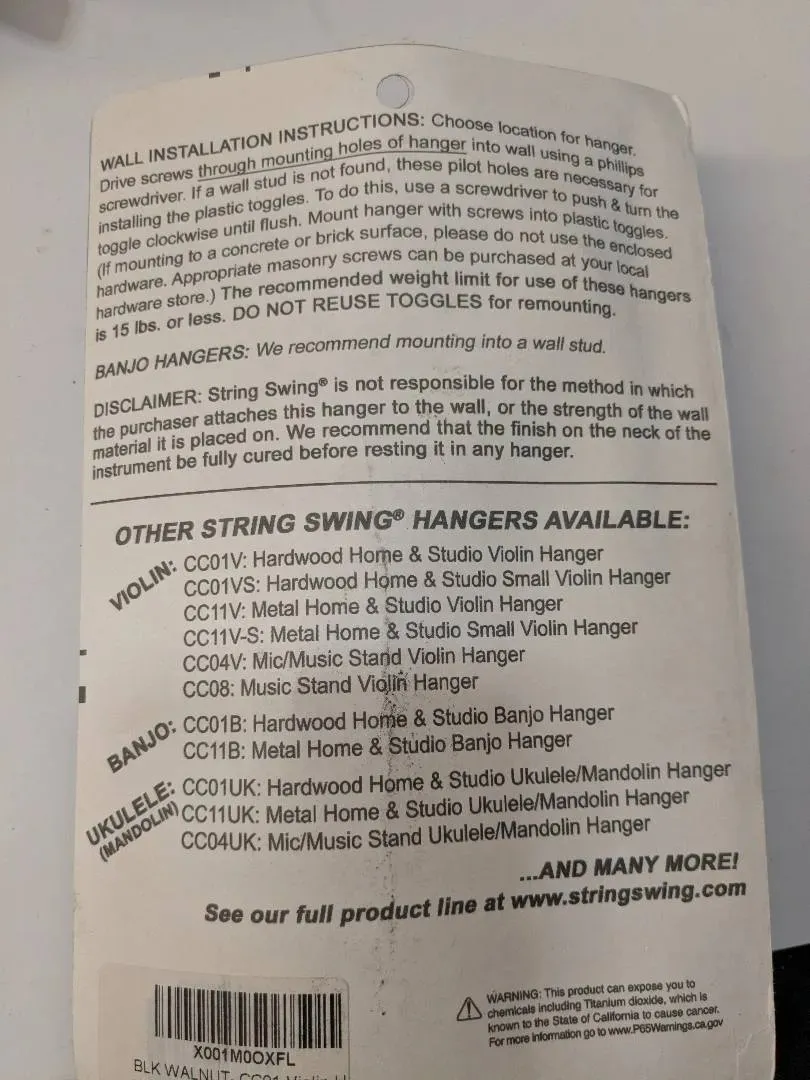 WALL INSTALLATION INSTRUCTIONS: Choose location for hanger.
Drive screws through mounting holes of hanger into wall using a phillips
screwdriver. If a wall stud is not found, these pilot holes are necessary for
installing the plastic toggles. To do this, use a screwdriver to push & turn the
toggle clockwise until flush. Mount hanger with screws into plastic toggles.
(If mounting to a concrete or brick surface, please do not use the enclosed
hardware. Appropriate masonry screws can be purchased at your local
hardware store.) The recommended weight limit for use of these hangers
is 15 lbs. or less. DO NOT REUSE TOGGLES for remounting.
BANJO HANGERS: We recommend mounting into a wall stud.
DISCLAIMER: String Swing® is not responsible for the method in which
the purchaser attaches this hanger to the wall, or the strength of the wall
material it is placed on. We recommend that the finish on the neck of the
instrument be fully cured before resting it in any hanger.
OTHER STRING SWING® HANGERS AVAILABLE:
VIOLIN: CC01V: Hardwood Home & Studio Violin Hanger
CC01VS: Hardwood Home & Studio Small Violin Hanger
CC11V: Metal Home & Studio Violin Hanger
CC11V-S: Metal Home & Studio Small Violin Hanger
CC04V: Mic/Music Stand Violin Hanger
CC08: Music Stand Violin Hanger
BANJO: CC01B: Hardwood Home & Studio Banjo Hanger
CC11B: Metal Home & Studio Banjo Hanger
UKULELE: CC01UK: Hardwood Home & Studio Ukulele/Mandolin Hanger
(MANDOLIN) CC11UK: Metal Home & Studio Ukulele/Mandolin Hanger
CC04UK: Mic/Music Stand Ukulele/Mandolin Hanger
...AND MANY MORE!
See our full product line at www.stringswing.com
WARNING: This product can expose you to
chemicals including Titanium dioxide, which is
known to the State of California to cause cancer.
For more information go to www.P65Warnings.ca.gov
X001M0OXFL
BLK WALNUT- CC01 Violin H